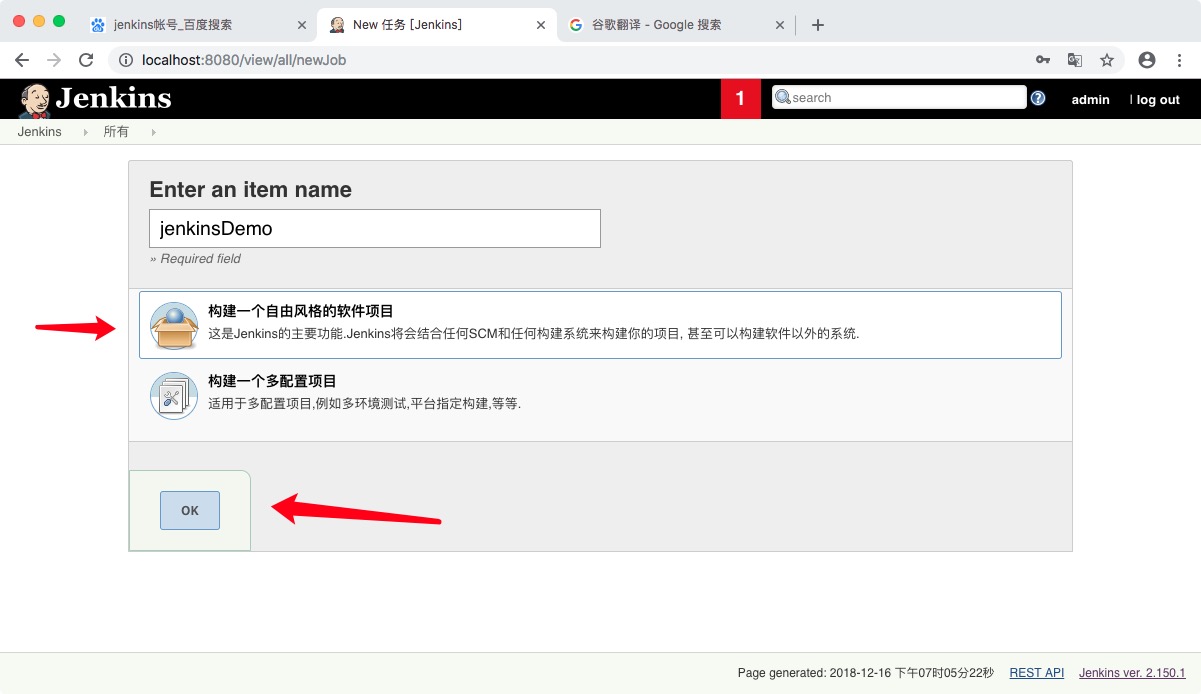 jenkins帐号_百度搜索
New 任务 [Jenkins]
谷歌翻译 - Google 搜索
localhost:8080/view/all/newJob
Jenkins
1
search
admin
| log out
Jenkins
所有
Enter an item name
jenkinsDemo
» Required field
构建一个自由风格的软件项目
这是Jenkins的主要功能.Jenkins将会结合任何SCM和任何构建系统来构建你的项目, 甚至可以构建软件以外的系统.
构建一个多配置项目
适用于多配置项目,例如多环境测试,平台指定构建,等等.
OK
Page generated: 2018-12-16 下午07时05分22秒 REST API Jenkins ver. 2.150.1